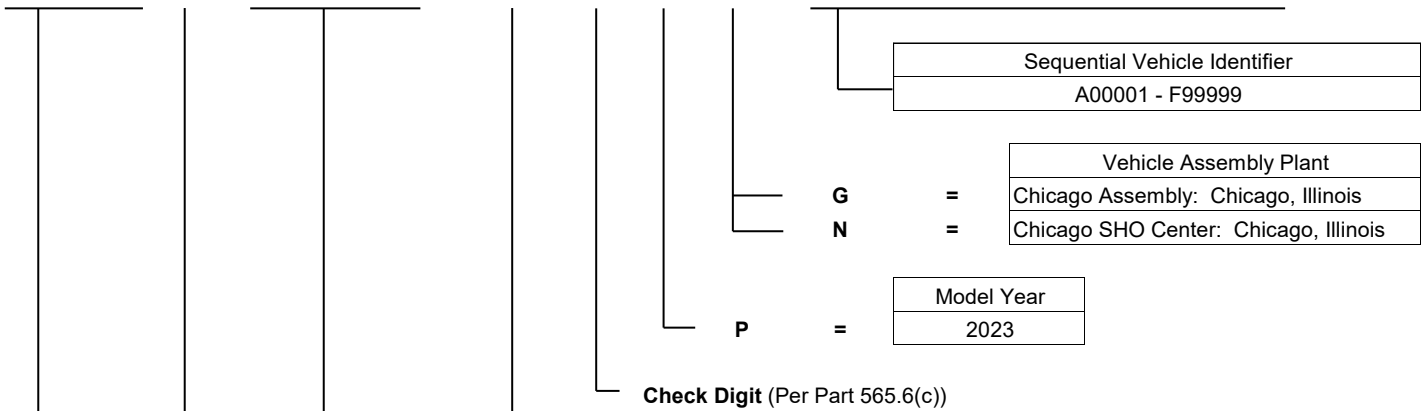 Sequential Vehicle Identifier
A00001 - F99999
Vehicle Assembly Plant
G = Chicago Assembly: Chicago, Illinois
N = Chicago SHO Center: Chicago, Illinois
Model Year
P = 2023
Check Digit (Per Part 565.6(c))